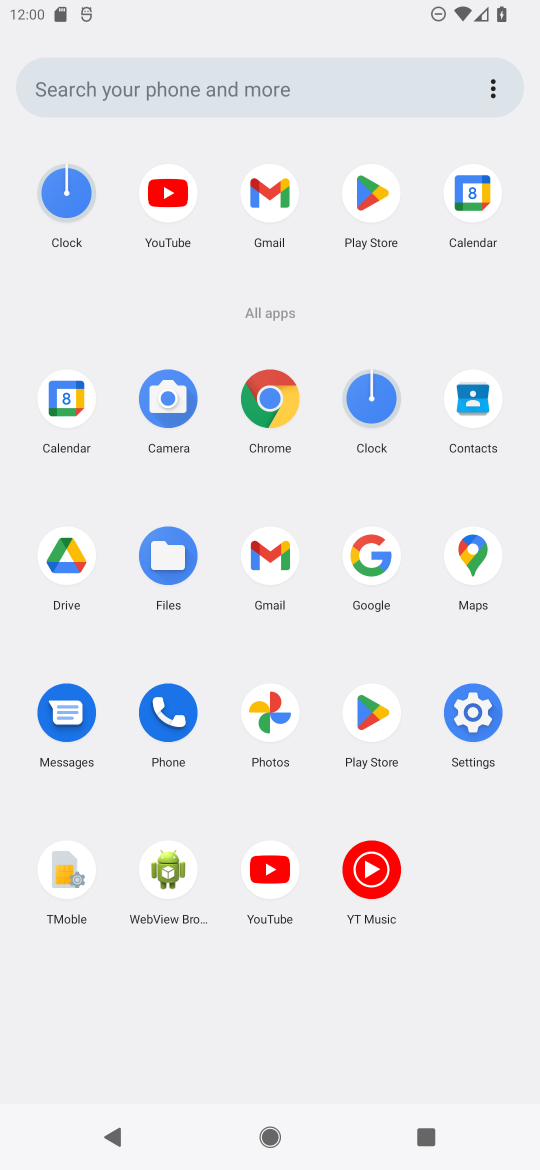 12:00
Search your phone and more
Clock YouTube Gmail Play Store Calendar
All apps
Calendar Camera Chrome Clock Contacts
Drive Files Gmail Google Maps
Messages Phone Photos Play Store Settings
TMoble WebView Bro... YouTube YT Music